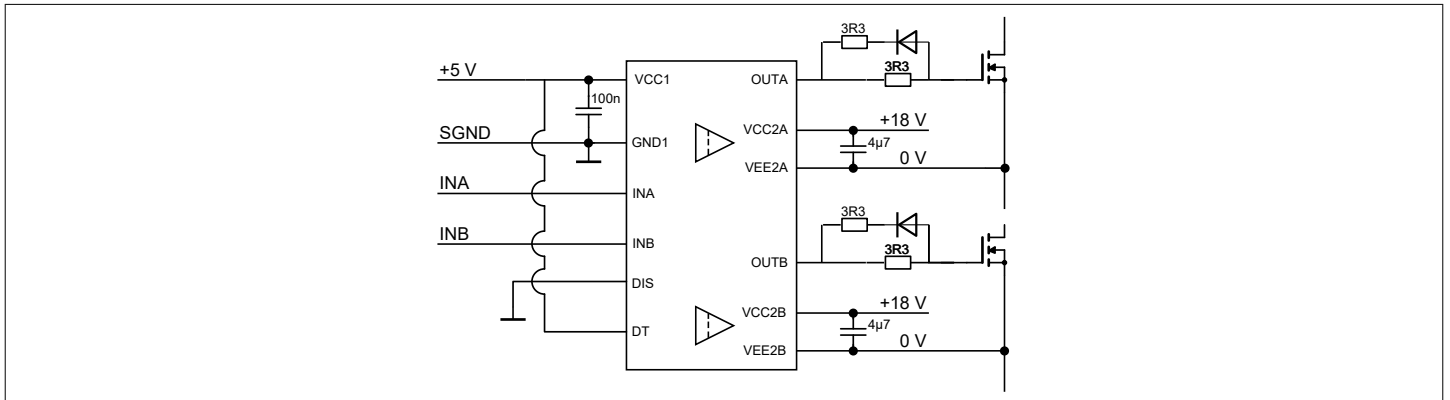 3R3
3R3
+5 V
VCC1
OUTA
100n
+18 V
VCC2A
SGND
GND1
4µ7
0 V
VEE2A
INA
INA
3R3
INB
INB
3R3
OUTB
DIS
+18 V
VCC2B
4µ7
DT
0 V
VEE2B